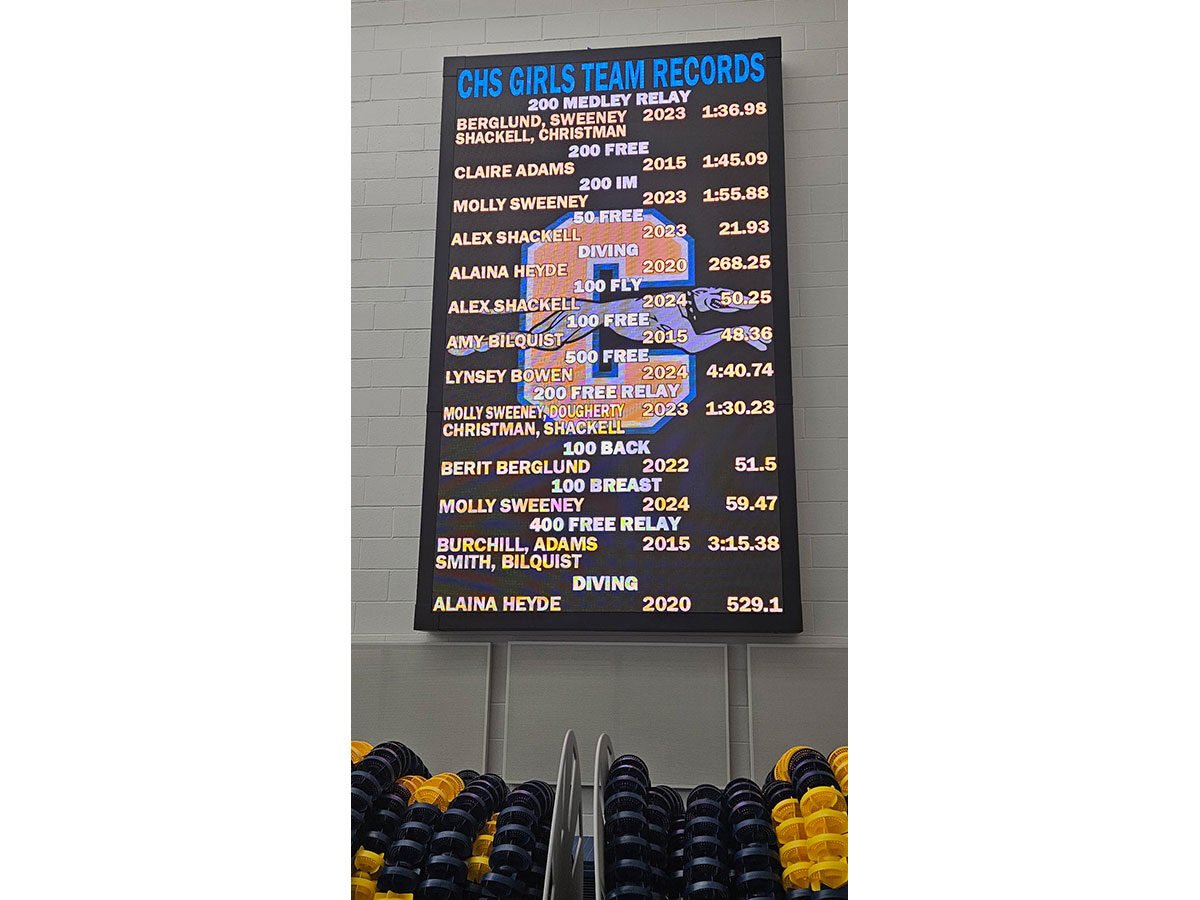 CHS GIRLS TEAM RECORDS
200 MEDLEY RELAY
BERGLUND, SWEENEY 2023 1:36.98
SHACKELL, CHRISTMAN
200 FREE
CLAIRE ADAMS 2015 1:45.09
200 IM
MOLLY SWEENEY 2023 1:55.88
50 FREE
ALEX SHACKELL 2023 21.93
DIVING
ALAINA HEYDE 2020 268.25
100 FLY
ALEX SHACKELL 2024 50.25
100 FREE
AMY BILQUIST 2015 48.36
500 FREE
LYNSEY BOWEN 2024 4:40.74
200 FREE RELAY
MOLLY SWEENEY, DOUGHERTY 2023 1:30.23
CHRISTMAN, SHACKELL
100 BACK
BERIT BERGLUND 2022 51.5
100 BREAST
MOLLY SWEENEY 2024 59.47
400 FREE RELAY
BURCHILL, ADAMS 2015 3:15.38
SMITH, BILQUIST
DIVING
ALAINA HEYDE 2020 529.1